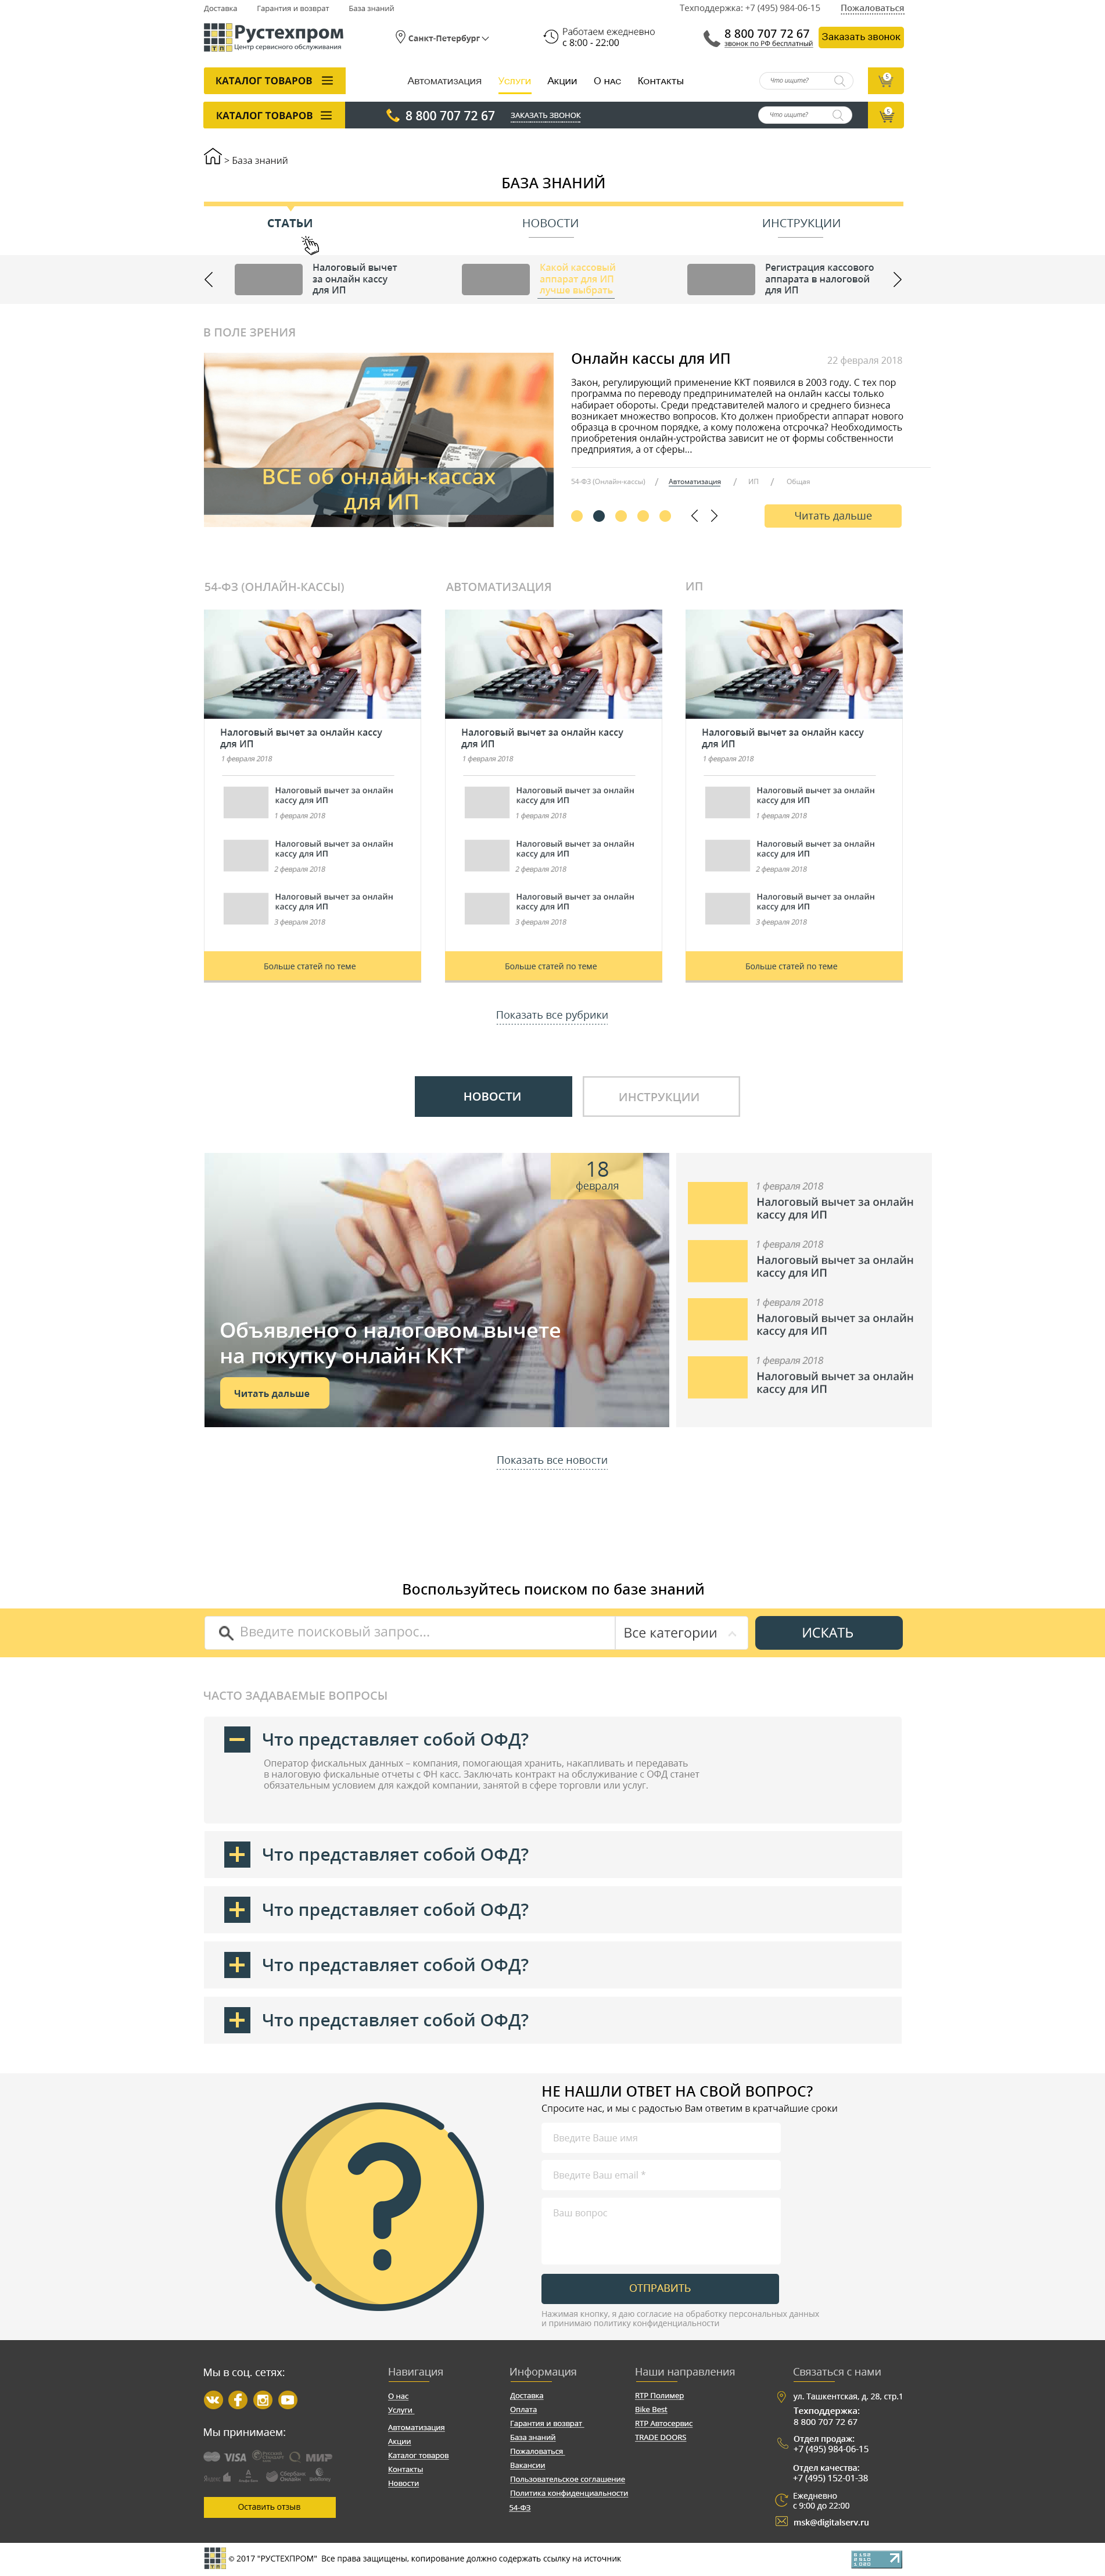 Доставка Гарантия и возврат База знаний Техподдержка: +7 (495) 984-06-15 Пожаловаться
Рустехпром
Центр сервисного обслуживания
Санкт-Петербург
Работаем ежедневно
с 8:00 - 22:00
8 800 707 72 67
звонок по РФ бесплатный
Заказать звонок
КАТАЛОГ ТОВАРОВ Автоматизация Услуги Акции О нас Контакты Что ищите? 5
КАТАЛОГ ТОВАРОВ 8 800 707 72 67 ЗАКАЗАТЬ ЗВОНОК Что ищите?
> База знаний
БАЗА ЗНАНИЙ
СТАТЬИ НОВОСТИ ИНСТРУКЦИИ
Налоговый вычет
за онлайн кассу
для ИП
Какой кассовый
аппарат для ИП
лучше выбрать
Регистрация кассового
аппарата в налоговой
для ИП
В ПОЛЕ ЗРЕНИЯ
ВСЕ об онлайн-кассах
для ИП
Онлайн кассы для ИП 22 февраля 2018
Закон, регулирующий применение ККТ появился в 2003 году. С тех пор
программа по переводу предпринимателей на онлайн кассы только
набирает обороты. Среди представителей малого и среднего бизнеса
возникает множество вопросов. Кто должен приобрести аппарат нового
образца в срочном порядке, а кому положена отсрочка? Необходимость
приобретения онлайн-устройства зависит не от формы собственности
предприятия, а от сферы...
54-ФЗ (Онлайн-кассы) / Автоматизация / ИП / Общая
Читать дальше
54-ФЗ (ОНЛАЙН-КАССЫ) АВТОМАТИЗАЦИЯ ИП
Налоговый вычет за онлайн кассу
для ИП
1 февраля 2018
Налоговый вычет за онлайн
кассу для ИП
1 февраля 2018
Налоговый вычет за онлайн
кассу для ИП
2 февраля 2018
Налоговый вычет за онлайн
кассу для ИП
3 февраля 2018
Больше статей по теме
Налоговый вычет за онлайн кассу
для ИП
1 февраля 2018
Налоговый вычет за онлайн
кассу для ИП
1 февраля 2018
Налоговый вычет за онлайн
кассу для ИП
2 февраля 2018
Налоговый вычет за онлайн
кассу для ИП
3 февраля 2018
Больше статей по теме
Налоговый вычет за онлайн кассу
для ИП
1 февраля 2018
Налоговый вычет за онлайн
кассу для ИП
1 февраля 2018
Налоговый вычет за онлайн
кассу для ИП
2 февраля 2018
Налоговый вычет за онлайн
кассу для ИП
3 февраля 2018
Больше статей по теме
Показать все рубрики
НОВОСТИ ИНСТРУКЦИИ
18
февраля
Объявлено о налоговом вычете
на покупку онлайн ККТ
Читать дальше
1 февраля 2018
Налоговый вычет за онлайн
кассу для ИП
1 февраля 2018
Налоговый вычет за онлайн
кассу для ИП
1 февраля 2018
Налоговый вычет за онлайн
кассу для ИП
1 февраля 2018
Налоговый вычет за онлайн
кассу для ИП
Показать все новости
Воспользуйтесь поиском по базе знаний
Введите поисковый запрос... Все категории ИСКАТЬ
ЧАСТО ЗАДАВАЕМЫЕ ВОПРОСЫ
Что представляет собой ОФД?
Оператор фискальных данных – компания, помогающая хранить, накапливать и передавать
в налоговую фискальные отчеты с ФН касс. Заключать контракт на обслуживание с ОФД станет
обязательным условием для каждой компании, занятой в сфере торговли или услуг.
Что представляет собой ОФД?
Что представляет собой ОФД?
Что представляет собой ОФД?
Что представляет собой ОФД?
?
НЕ НАШЛИ ОТВЕТ НА СВОЙ ВОПРОС?
Спросите нас, и мы с радостью Вам ответим в кратчайшие сроки
Введите Ваше имя
Введите Ваш email *
Ваш вопрос
ОТПРАВИТЬ
Нажимая кнопку, я даю согласие на обработку персональных данных
и принимаю политику конфиденциальности
Мы в соц. сетях:
Мы принимаем:
VISA МИР
Сбербанк
Онлайн
Оставить отзыв
Навигация
О нас
Услуги
Автоматизация
Акции
Каталог товаров
Контакты
Новости
Информация
Доставка
Оплата
Гарантия и возврат
База знаний
Пожаловаться
Вакансии
Пользовательское соглашение
Политика конфиденциальности
54-ФЗ
Наши направления
RTP Полимер
Bike Best
RTP Автосервис
TRADE DOORS
Связаться с нами
ул. Ташкентская, д. 28, стр.1
Техподдержка:
8 800 707 72 67
Отдел продаж:
+7 (495) 984-06-15
Отдел качества:
+7 (495) 152-01-38
Ежедневно
с 9:00 до 22:00
msk@digitalserv.ru
© 2017 "РУСТЕХПРОМ" Все права защищены, копирование должно содержать ссылку на источник